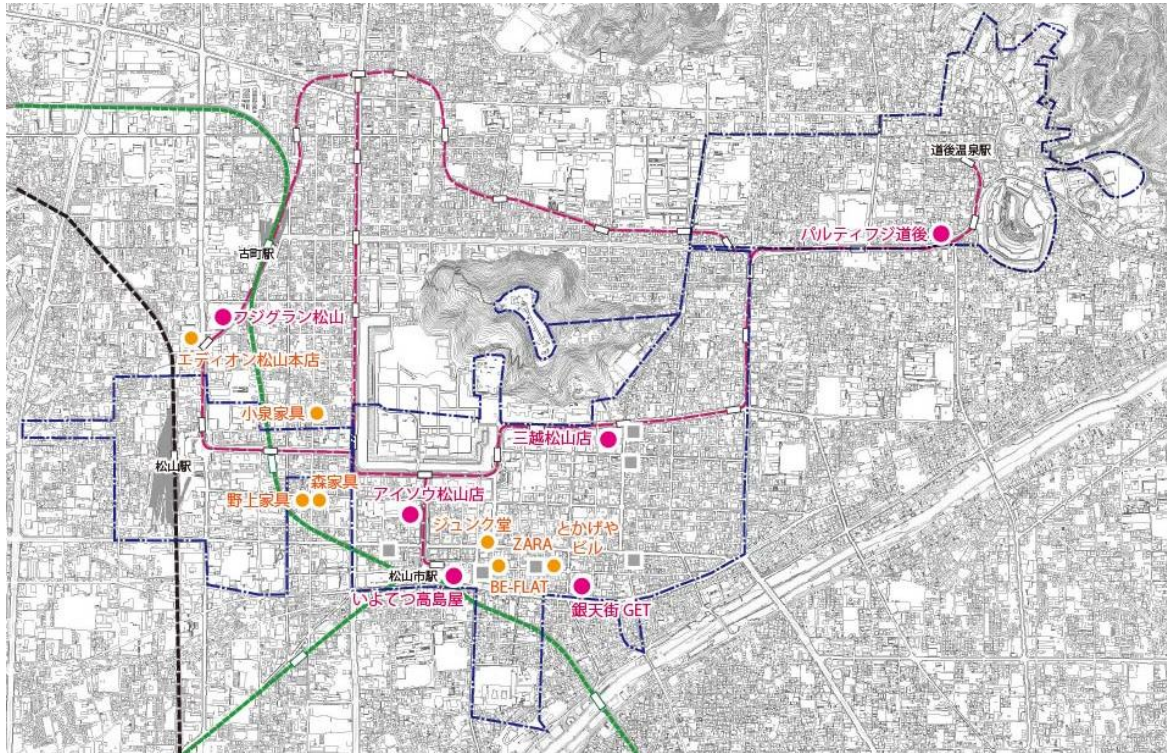 道後温泉駅
パルティフジ道後
古町駅
フジグラン松山
エディオン松山本店
小泉家具
三越松山店
松山駅
森家具
野上家具
アイソウ松山店
ジュンク堂
ZARA
とかげや
ビル
松山市駅
BE-FLAT
いよてつ高島屋
銀天街 GET